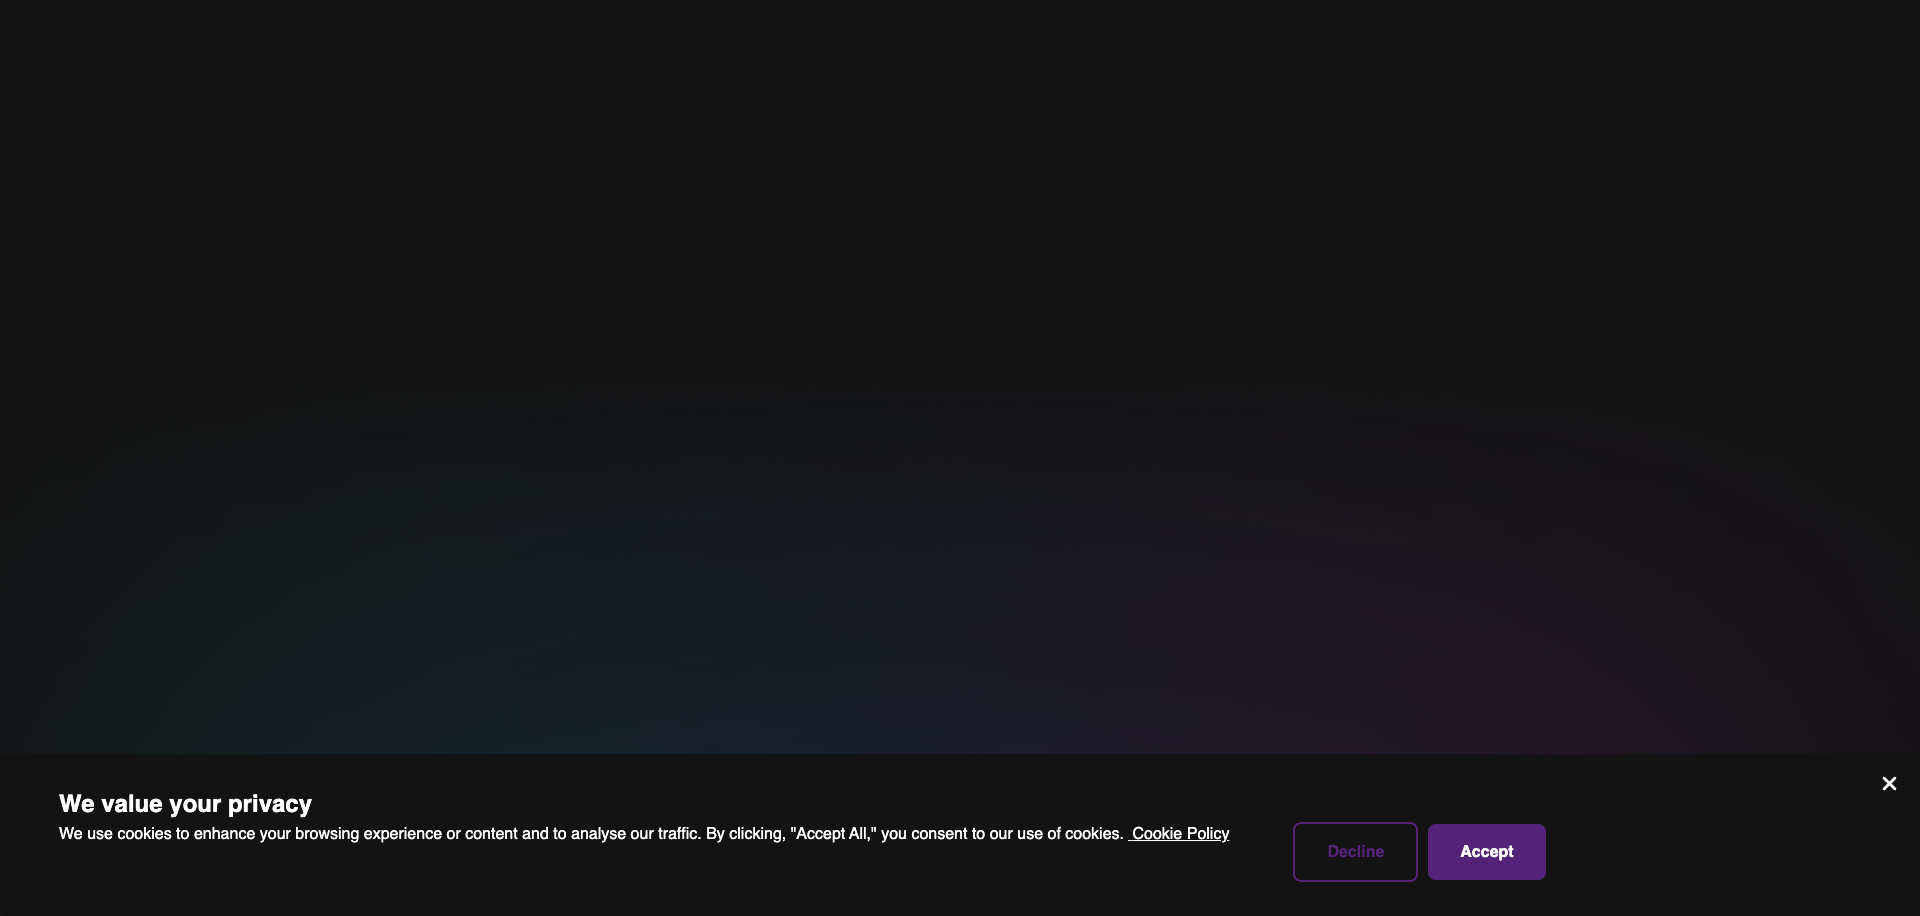 We value your privacy
We use cookies to enhance your browsing experience or content and to analyse our traffic. By clicking, "Accept All," you consent to our use of cookies. Cookie Policy
Decline
Accept